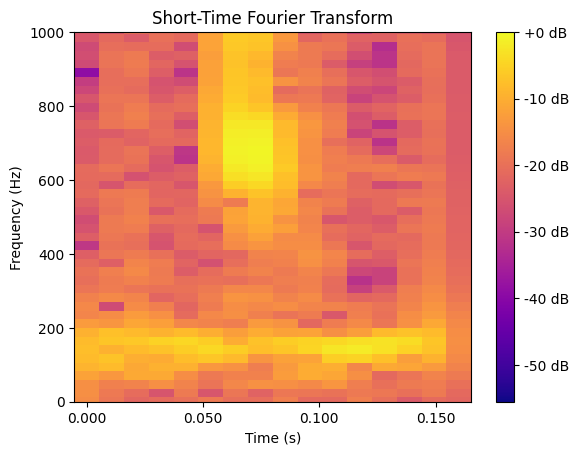 Short-Time Fourier Transform
1000
800
600
400
200
0
Frequency (Hz)
0.000
0.050
0.100
0.150
Time (s)
+0 dB
-10 dB
-20 dB
-30 dB
-40 dB
-50 dB